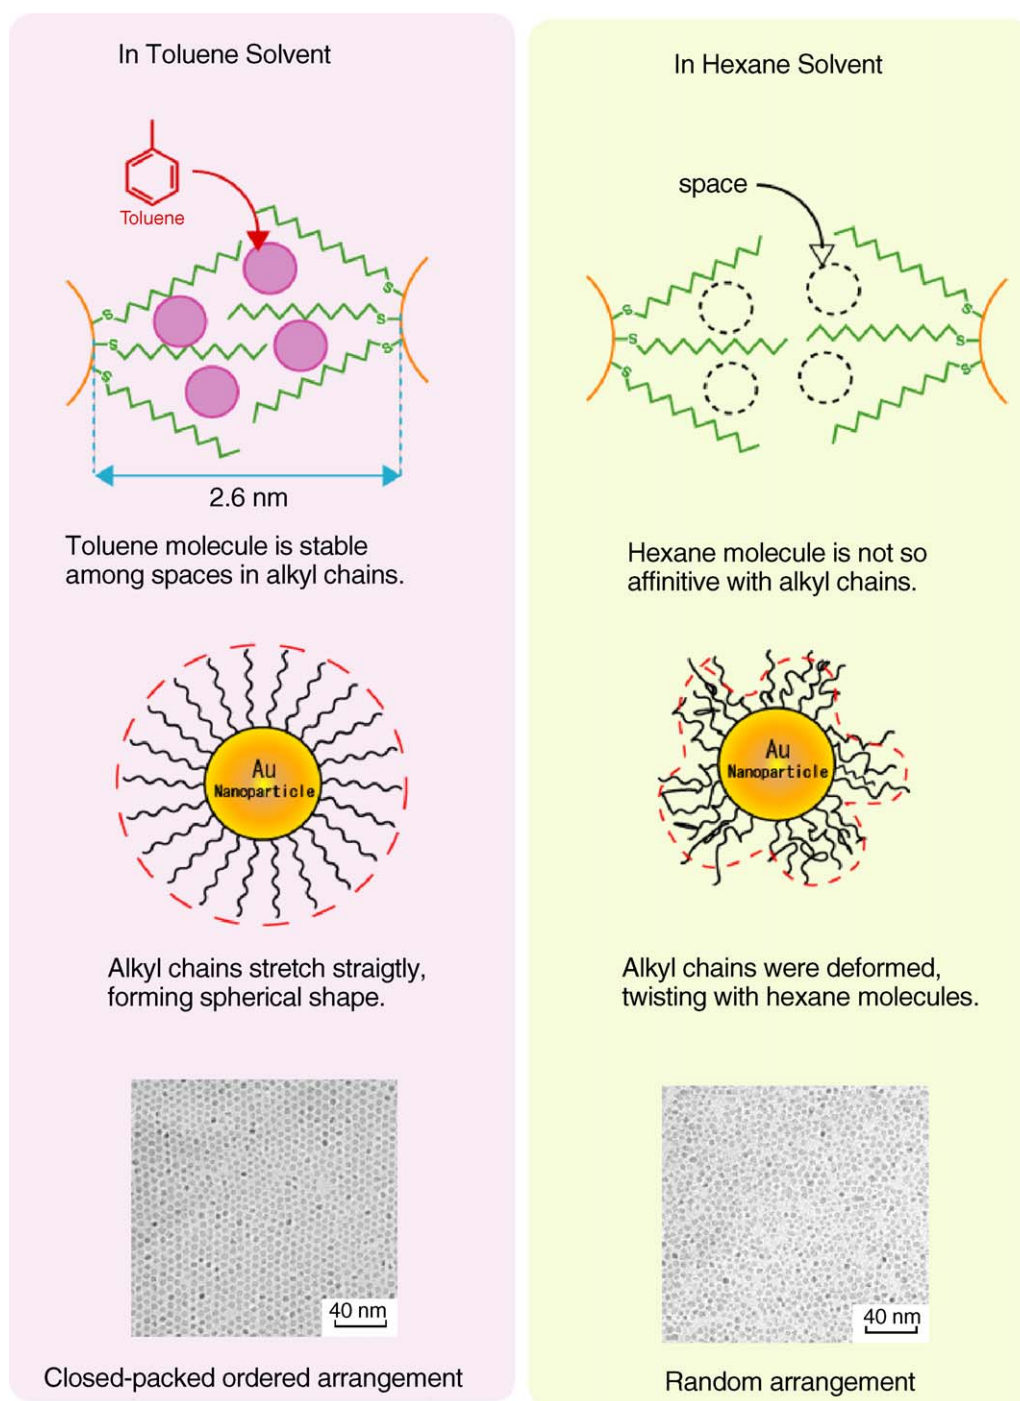 In Toluene Solvent
Toluene
S
S
S
S
S
S
2.6 nm
Toluene molecule is stable
among spaces in alkyl chains.
Au
Nanoparticle
Alkyl chains stretch straigtly,
forming spherical shape.
40 nm
Closed-packed ordered arrangement
In Hexane Solvent
space
S
S
S
S
S
S
Hexane molecule is not so
affinitive with alkyl chains.
Au
Nanoparticle
Alkyl chains were deformed,
twisting with hexane molecules.
40 nm
Random arrangement